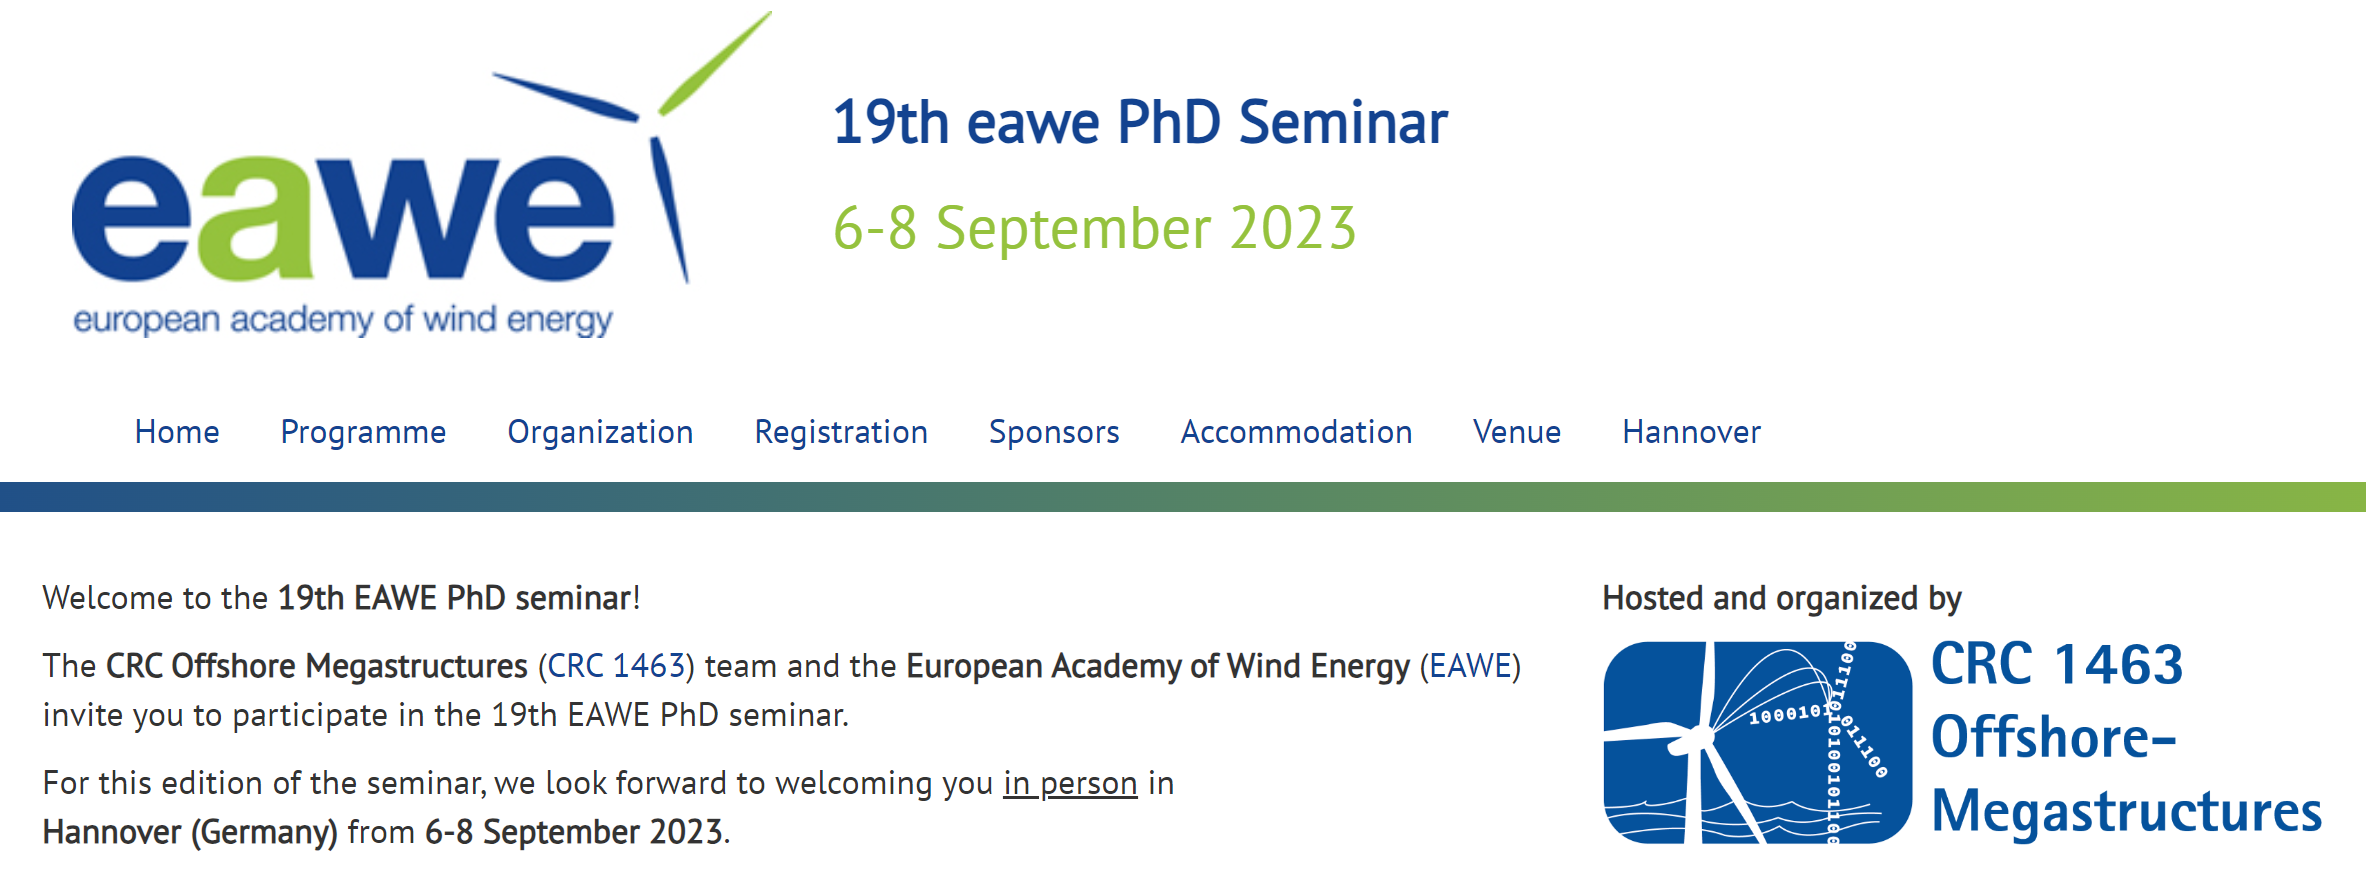 eawe
european academy of wind energy
19th eawe PhD Seminar
6-8 September 2023
Home Programme Organization Registration Sponsors Accommodation Venue Hannover
Welcome to the 19th EAWE PhD seminar!
The CRC Offshore Megastructures (CRC 1463) team and the European Academy of Wind Energy (EAWE)
invite you to participate in the 19th EAWE PhD seminar.
For this edition of the seminar, we look forward to welcoming you in person in
Hannover (Germany) from 6-8 September 2023.
Hosted and organized by
1000101
011100
CRC 1463
Offshore-
Megastructures